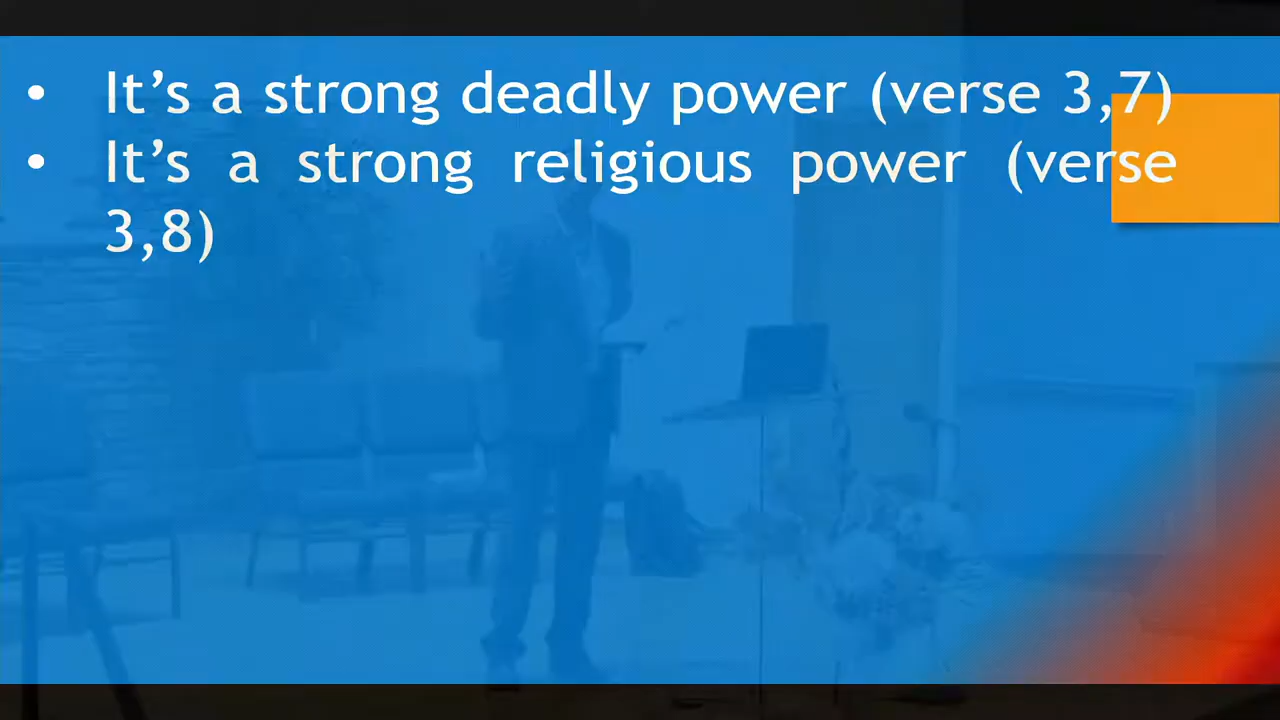 • It’s a strong deadly power (verse 3,7)
• It’s a strong religious power (verse
3,8)